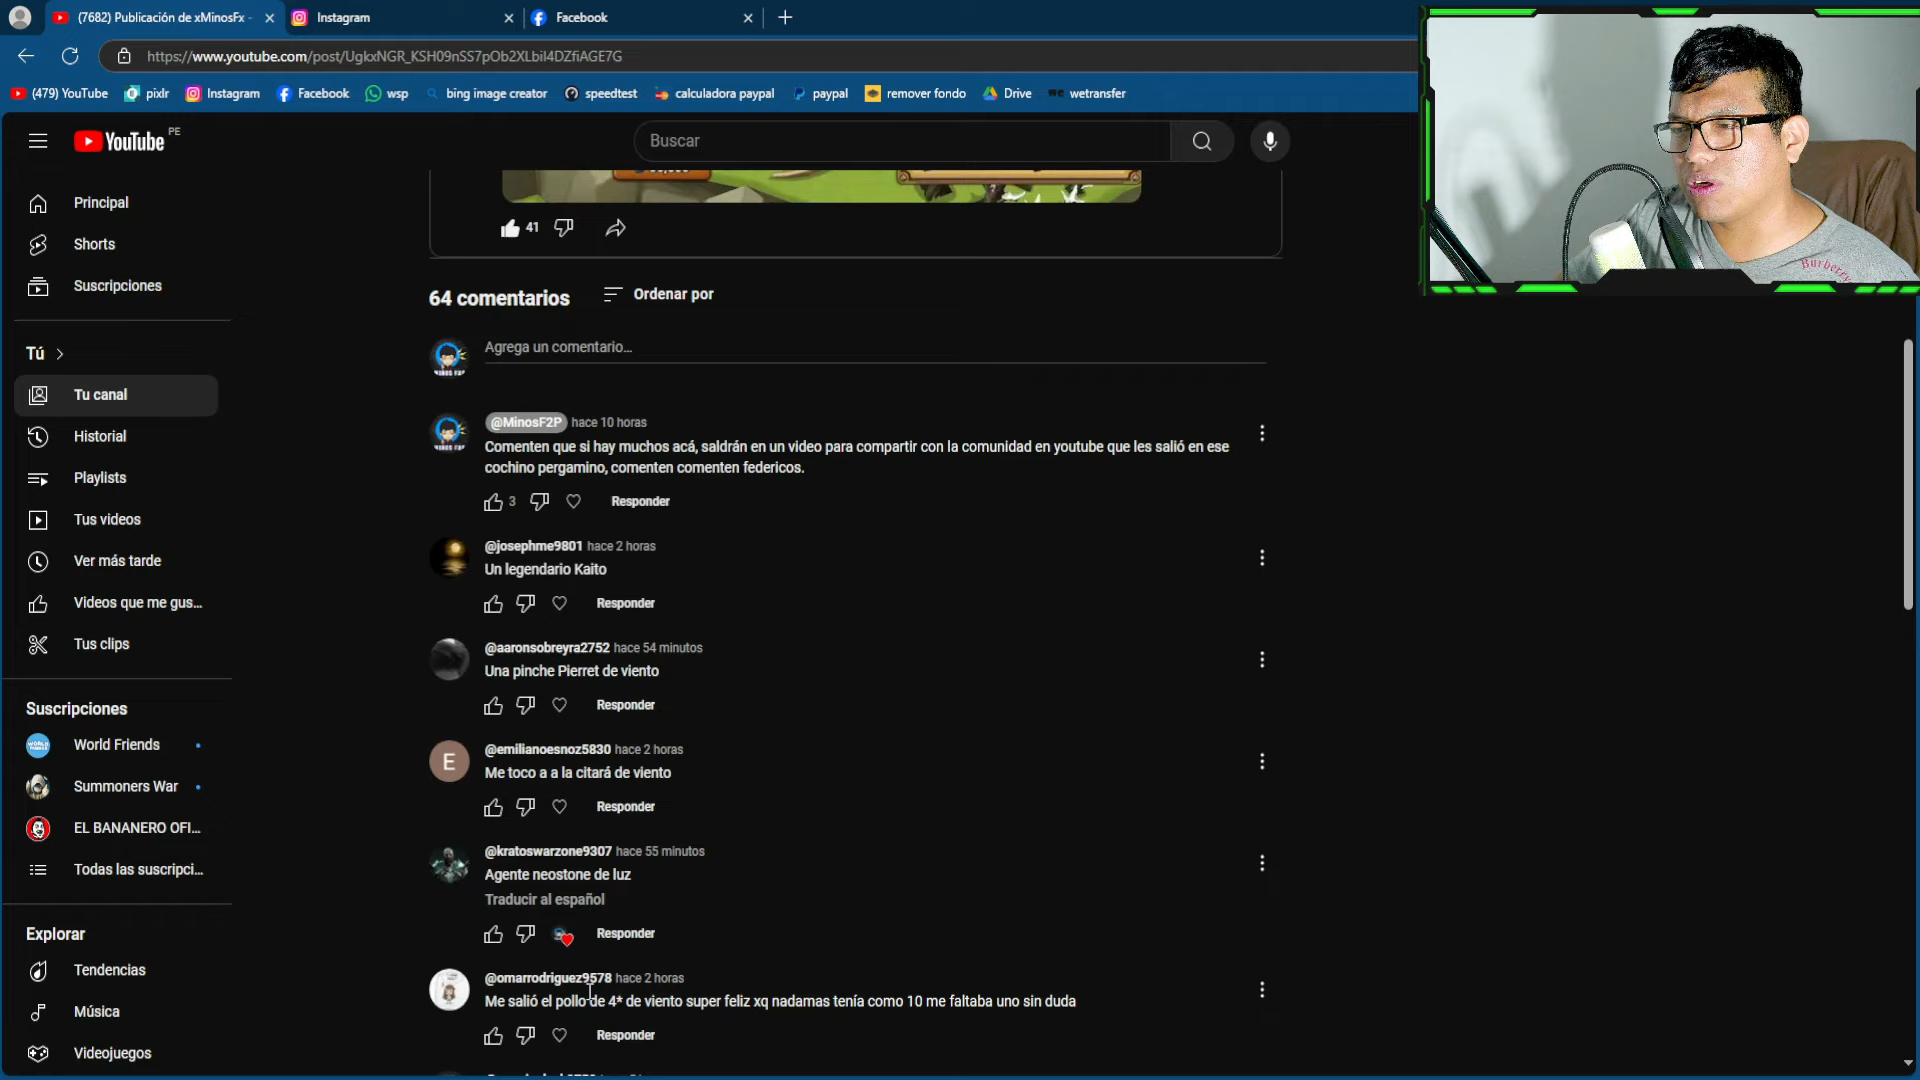 (7682) Publicación de xMinosFx -
Instagram
Facebook
https://www.youtube.com/post/UgkxNGR_KSH09nSS7pOb2XLbil4DZfiAGE7G
(479) YouTube
pixlr
Instagram
Facebook
wsp
bing image creator
speedtest
calculadora paypal
paypal
remover fondo
Drive
we wetransfer
YouTube PE
Buscar
Principal
Shorts
Suscripciones
Tú
Tu canal
Historial
Playlists
Tus videos
Ver más tarde
Videos que me gus...
Tus clips
Suscripciones
World Friends
Summoners War
EL BANANERO OFI...
Todas las suscripci...
Explorar
Tendencias
Música
Videojuegos
41
64 comentarios
Ordenar por
Agrega un comentario...
@MinosF2P hace 10 horas
Comenten que si hay muchos acá, saldrán en un video para compartir con la comunidad en youtube que les salió en ese
cochino pergamino, comenten comenten federicos.
3
Responder
@josephme9801 hace 2 horas
Un legendario Kaito
Responder
@aaronsobreyra2752 hace 54 minutos
Una pinche Pierret de viento
Responder
E
@emilianoesnoz5830 hace 2 horas
Me toco a a la citará de viento
Responder
@kratoswarzone9307 hace 55 minutos
Agente neostone de luz
Traducir al español
Responder
@omarrodriguez9578 hace 2 horas
Me salió el pollo de 4* de viento super feliz xq nadamas tenía como 10 me faltaba uno sin duda
Responder
Burberry